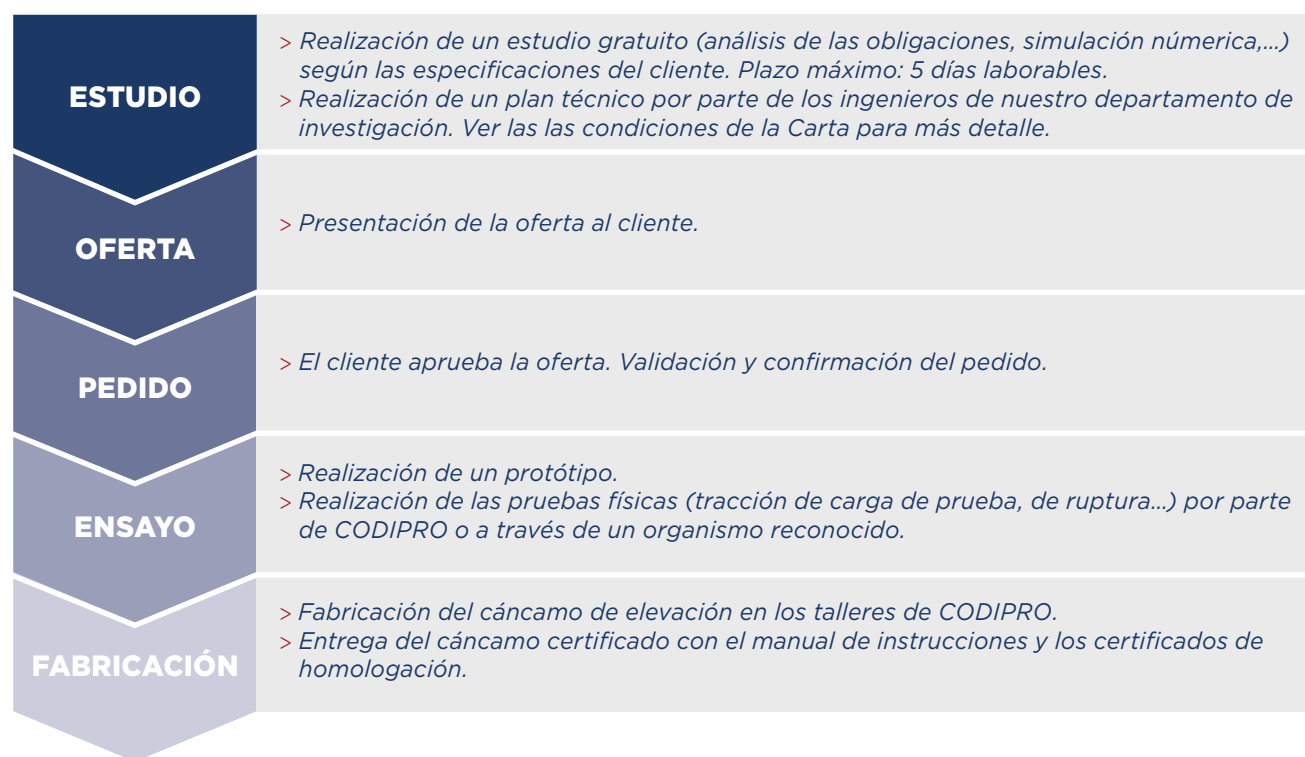 ESTUDIO
> Realización de un estudio gratuito (análisis de las obligaciones, simulación númerica,...)
según las especificaciones del cliente. Plazo máximo: 5 días laborables.
> Realización de un plan técnico por parte de los ingenieros de nuestro departamento de
investigación. Ver las las condiciones de la Carta para más detalle.
OFERTA
> Presentación de la oferta al cliente.
PEDIDO
> El cliente aprueba la oferta. Validación y confirmación del pedido.
ENSAYO
> Realización de un protótipo.
> Realización de las pruebas físicas (tracción de carga de prueba, de ruptura...) por parte
de CODIPRO o a través de un organismo reconocido.
FABRICACIÓN
> Fabricación del cáncamo de elevación en los talleres de CODIPRO.
> Entrega del cáncamo certificado con el manual de instrucciones y los certificados de
homologación.